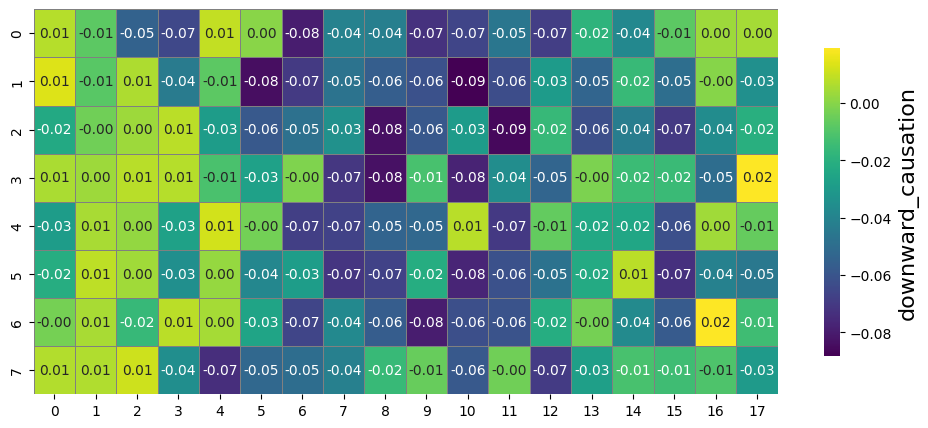 0 0.01 -0.01 -0.05 -0.07 0.01 0.00 -0.08 -0.04 -0.04 -0.07 -0.07 -0.05 -0.07 -0.02 -0.04 -0.01 0.00 0.00
1 0.01 -0.01 0.01 -0.04 -0.01 -0.08 -0.07 -0.05 -0.06 -0.06 -0.09 -0.06 -0.03 -0.05 -0.02 -0.05 -0.00 -0.03
2 -0.02 -0.00 0.00 0.01 -0.03 -0.06 -0.05 -0.03 -0.08 -0.06 -0.03 -0.09 -0.02 -0.06 -0.04 -0.07 -0.04 -0.02
3 0.01 0.00 0.01 0.01 -0.01 -0.03 -0.00 -0.07 -0.08 -0.01 -0.08 -0.04 -0.05 -0.00 -0.02 -0.02 -0.05 0.02
4 -0.03 0.01 0.00 -0.03 0.01 -0.00 -0.07 -0.07 -0.05 -0.05 0.01 -0.07 -0.01 -0.02 -0.02 -0.06 0.00 -0.01
5 -0.02 0.01 0.00 -0.03 0.00 -0.04 -0.03 -0.07 -0.07 -0.02 -0.08 -0.06 -0.05 -0.02 0.01 -0.07 -0.04 -0.05
6 -0.00 0.01 -0.02 0.01 0.00 -0.03 -0.07 -0.04 -0.06 -0.08 -0.06 -0.06 -0.02 -0.00 -0.04 -0.06 0.02 -0.01
7 0.01 0.01 0.01 -0.04 -0.07 -0.05 -0.05 -0.04 -0.02 -0.01 -0.06 -0.00 -0.07 -0.03 -0.01 -0.01 -0.01 -0.03
0 1 2 3 4 5 6 7 8 9 10 11 12 13 14 15 16 17
0.00
−0.02
−0.04
−0.06
−0.08
downward_causation